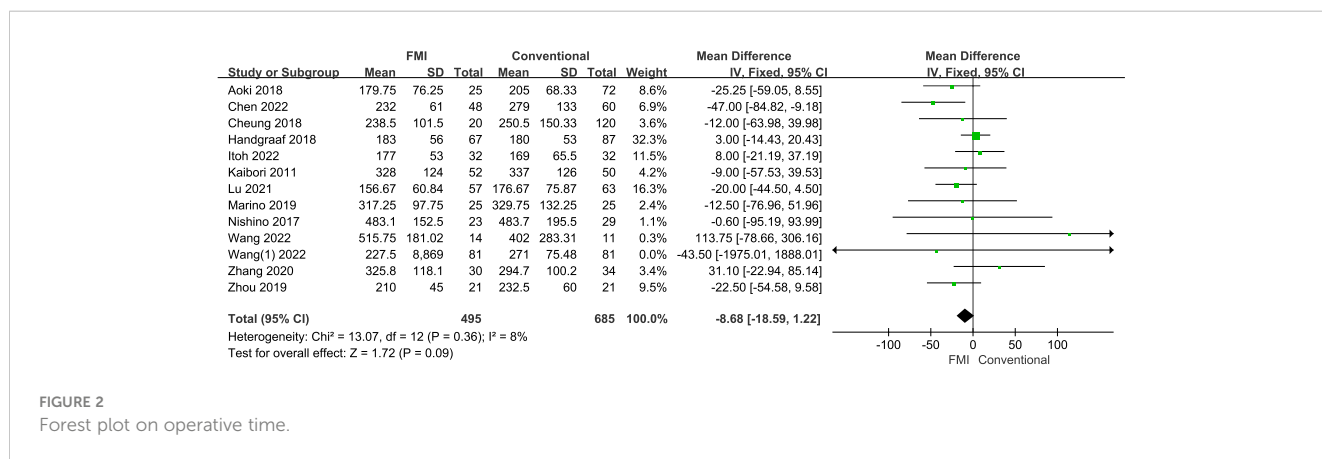 FMI Conventional Mean Difference Mean Difference
Study or Subgroup Mean SD Total Mean SD Total Weight IV, Fixed, 95% CI IV, Fixed, 95% CI
Aoki 2018 179.75 76.25 25 205 68.33 72 8.6% -25.25 [-59.05, 8.55]
Chen 2022 232 61 48 279 133 60 6.9% -47.00 [-84.82, -9.18]
Cheung 2018 238.5 101.5 20 250.5 150.33 120 3.6% -12.00 [-63.98, 39.98]
Handgraaf 2018 183 56 67 180 53 87 32.3% 3.00 [-14.43, 20.43]
Itoh 2022 177 53 32 169 65.5 32 11.5% 8.00 [-21.19, 37.19]
Kaibori 2011 328 124 52 337 126 50 4.2% -9.00 [-57.53, 39.53]
Lu 2021 156.67 60.84 57 176.67 75.87 63 16.3% -20.00 [-44.50, 4.50]
Marino 2019 317.25 97.75 25 329.75 132.25 25 2.4% -12.50 [-76.96, 51.96]
Nishino 2017 483.1 152.5 23 483.7 195.5 29 1.1% -0.60 [-95.19, 93.99]
Wang 2022 515.75 181.02 14 402 283.31 11 0.3% 113.75 [-78.66, 306.16]
Wang(1) 2022 227.5 8,869 81 271 75.48 81 0.0% -43.50 [-1975.01, 1888.01]
Zhang 2020 325.8 118.1 30 294.7 100.2 34 3.4% 31.10 [-22.94, 85.14]
Zhou 2019 210 45 21 232.5 60 21 9.5% -22.50 [-54.58, 9.58]
Total (95% CI) 495 685 100.0% -8.68 [-18.59, 1.22]
Heterogeneity: Chi² = 13.07, df = 12 (P = 0.36); I² = 8%
Test for overall effect: Z = 1.72 (P = 0.09)
-100 -50 0 50 100
FMI Conventional
FIGURE 2
Forest plot on operative time.